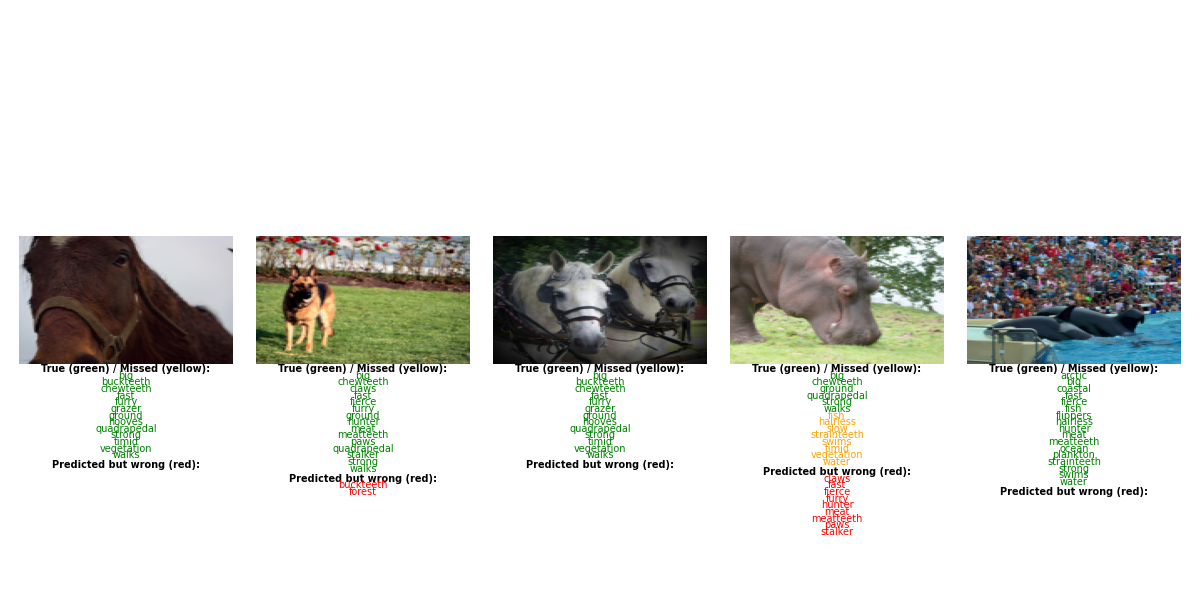 True (green) / Missed (yellow):
big
buckteeth
chewteeth
fast
furry
grazer
ground
hooves
quadrapedal
strong
timid
vegetation
walks
Predicted but wrong (red):
True (green) / Missed (yellow):
big
chewteeth
claws
fast
fierce
furry
ground
hunter
meat
meatteeth
paws
quadrapedal
stalker
strong
walks
Predicted but wrong (red):
buckteeth
forest
True (green) / Missed (yellow):
big
buckteeth
chewteeth
fast
furry
grazer
ground
hooves
quadrapedal
strong
timid
vegetation
walks
Predicted but wrong (red):
True (green) / Missed (yellow):
big
chewteeth
ground
quadrapedal
strong
walks
fish
hairless
slow
strainteeth
swims
timid
vegetation
water
Predicted but wrong (red):
claws
fast
fierce
furry
hunter
meat
meatteeth
paws
stalker
True (green) / Missed (yellow):
arctic
big
coastal
fast
fierce
fish
flippers
hairless
hunter
meat
meatteeth
ocean
plankton
strainteeth
strong
swims
water
Predicted but wrong (red):